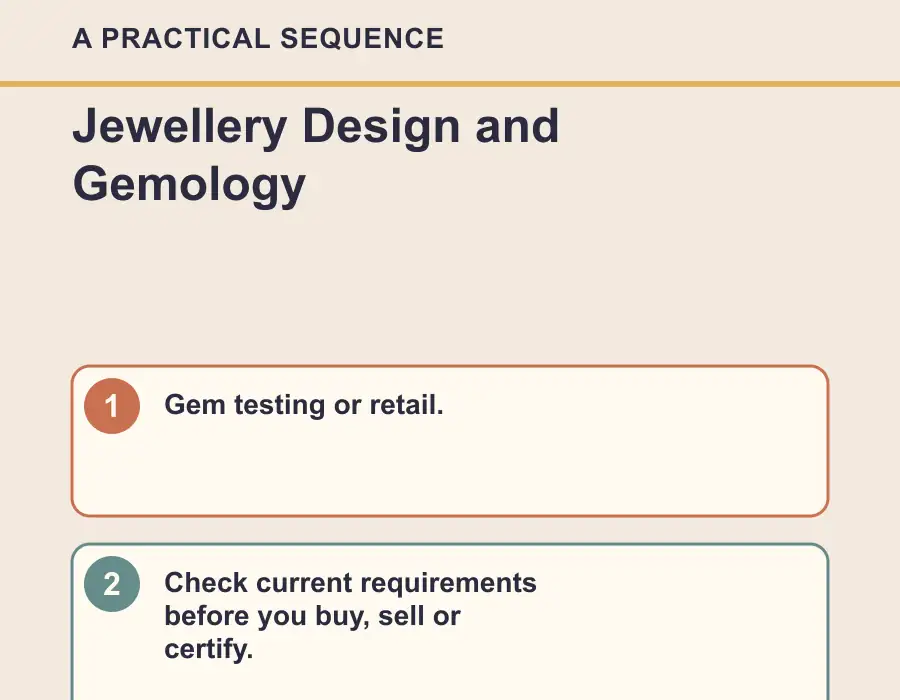 A PRACTICAL SEQUENCE
Jewellery Design and
Gemology
1
Gem testing or retail.
2
Check current requirements
before you buy, sell or
certify.